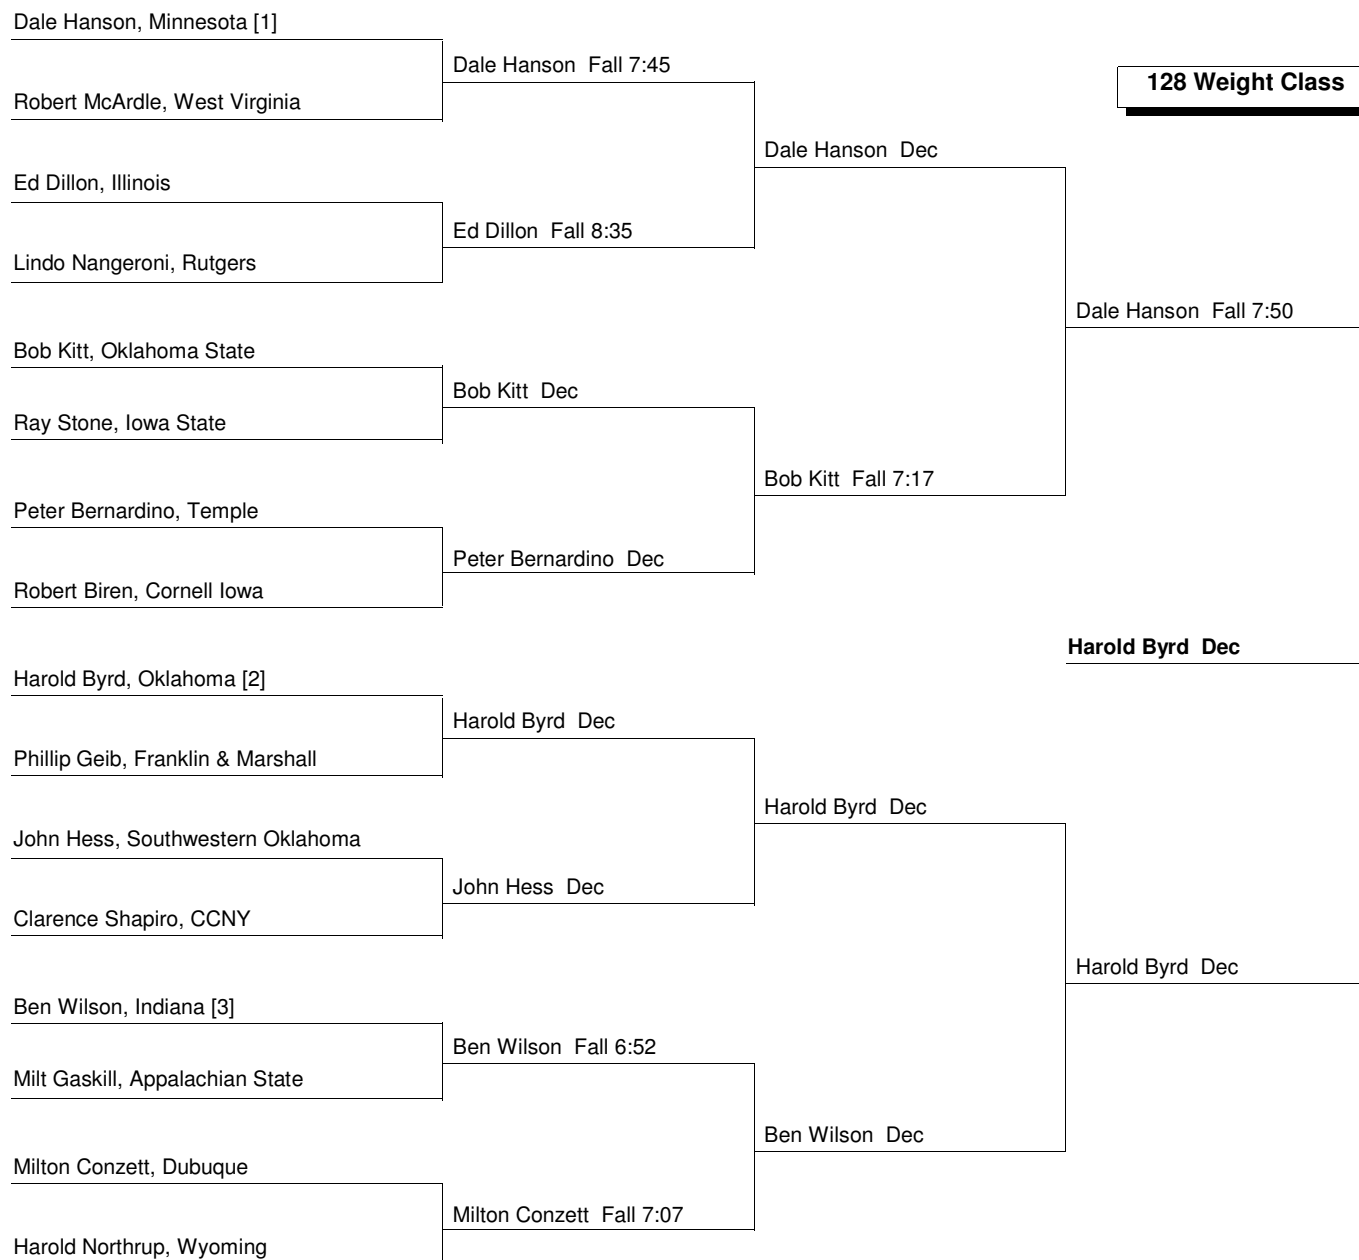 Dale Hanson, Minnesota [1]
Dale Hanson  Fall 7:45
128 Weight Class
Robert McArdle, West Virginia
Dale Hanson  Dec
Ed Dillon, Illinois
Ed Dillon  Fall 8:35
Lindo Nangeroni, Rutgers
Dale Hanson  Fall 7:50
Bob Kitt, Oklahoma State
Bob Kitt  Dec
Ray Stone, Iowa State
Bob Kitt  Fall 7:17
Peter Bernardino, Temple
Peter Bernardino  Dec
Robert Biren, Cornell Iowa
Harold Byrd  Dec
Harold Byrd, Oklahoma [2]
Harold Byrd  Dec
Phillip Geib, Franklin & Marshall
Harold Byrd  Dec
John Hess, Southwestern Oklahoma
John Hess  Dec
Clarence Shapiro, CCNY
Harold Byrd  Dec
Ben Wilson, Indiana [3]
Ben Wilson  Fall 6:52
Milt Gaskill, Appalachian State
Ben Wilson  Dec
Milton Conzett, Dubuque
Milton Conzett  Fall 7:07
Harold Northrup, Wyoming